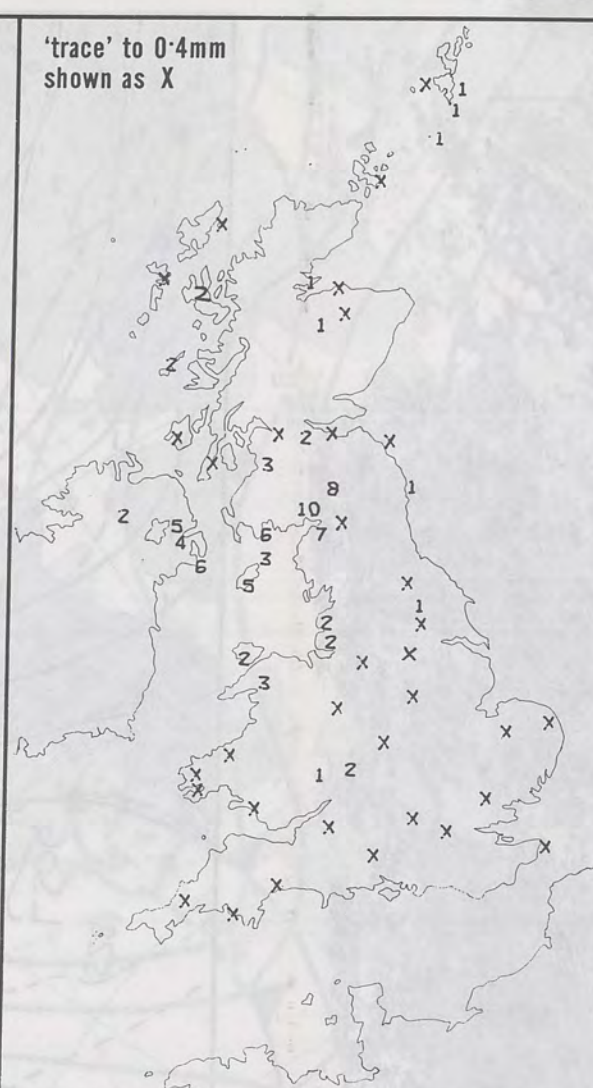 'trace' to 0·4mm
shown as X
X 1
1
1
X
X
X 2 1 X
1 X
2
X X 2 X X
X 3
8 1
2 5 10 X
4 6 7
6 3
5 X
1
2 X
2 X
2 X
3 X
X X X
X
X 1 2
X X
X X X
X X
X X
X
X X